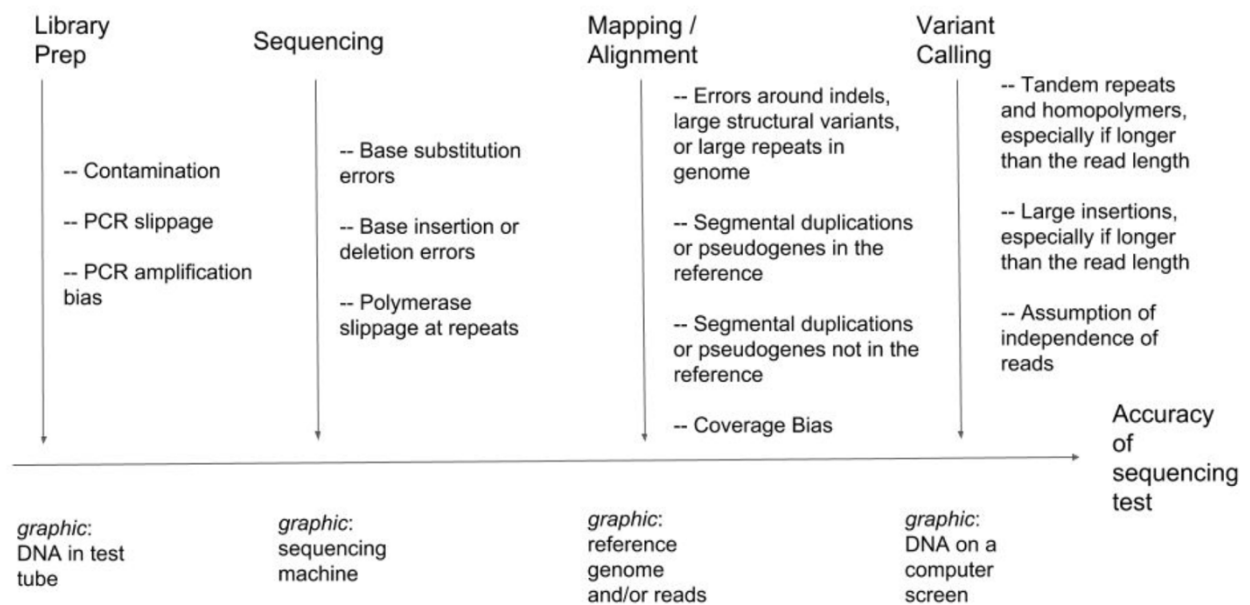 Library
Prep
-- Contamination
-- PCR slippage
-- PCR amplification
bias
Sequencing
-- Base substitution
errors
-- Base insertion or
deletion errors
-- Polymerase
slippage at repeats
Mapping /
Alignment
-- Errors around indels,
large structural variants,
or large repeats in
genome
-- Segmental duplications
or pseudogenes in the
reference
-- Segmental duplications
or pseudogenes not in the
reference
-- Coverage Bias
Variant
Calling
-- Tandem repeats
and homopolymers,
especially if longer
than the read length
-- Large insertions,
especially if longer
than the read length
-- Assumption of
independence of
reads
Accuracy
of
sequencing
test
graphic:
DNA in test
tube
graphic:
sequencing
machine
graphic:
reference
genome
and/or reads
graphic:
DNA on a
computer
screen